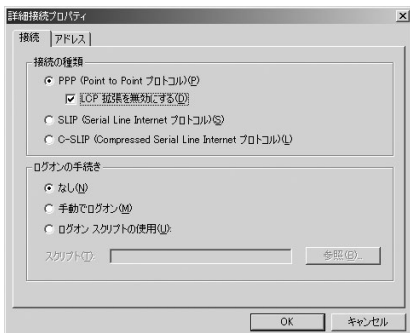 詳細接続プロパティ
接続 アドレス
接続の種類
PPP (Point to Point プロトコル)(P)
LCP 拡張を無効にする(D)
SLIP (Serial Line Internet プロトコル)(S)
C-SLIP (Compressed Serial Line Internet プロトコル)(L)
ログオンの手続き
なし(N)
手動でログオン(M)
ログオン スクリプトの使用(U):
スクリプト(T): 参照(B)...
OK キャンセル